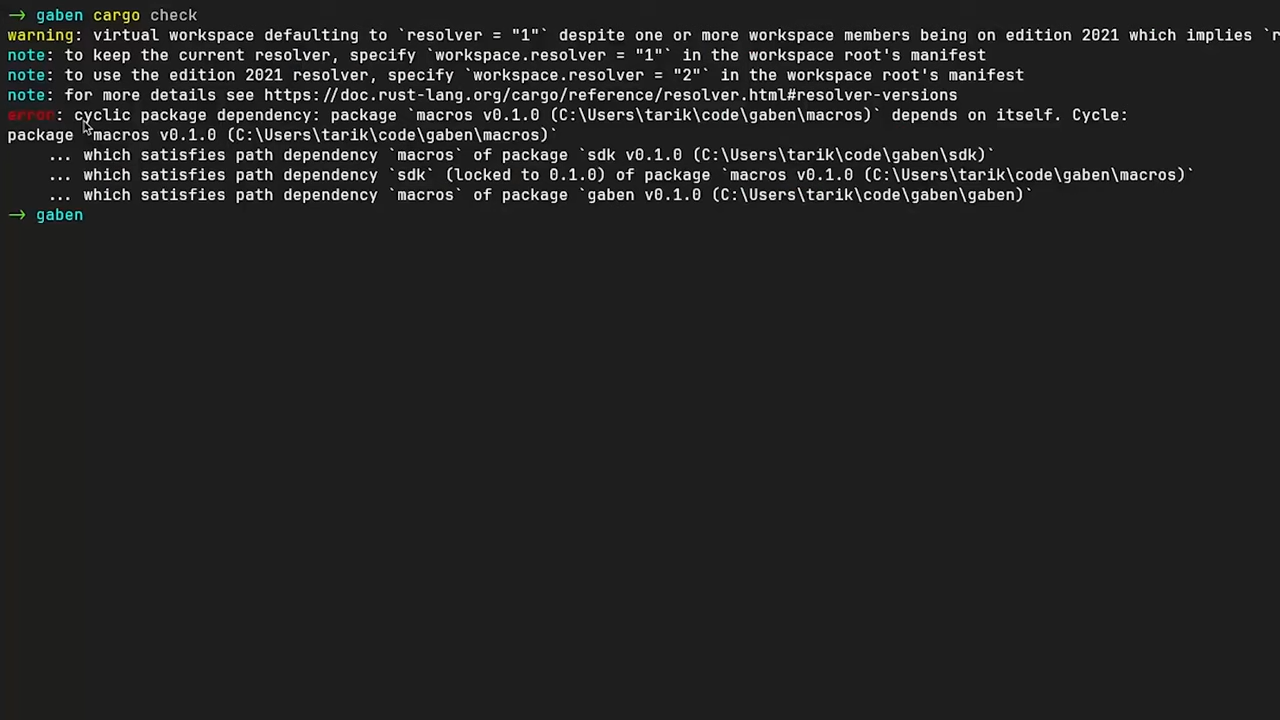 → gaben cargo check
warning: virtual workspace defaulting to `resolver = "1"` despite one or more workspace members being on edition 2021 which implies `r
note: to keep the current resolver, specify `workspace.resolver = "1"` in the workspace root's manifest
note: to use the edition 2021 resolver, specify `workspace.resolver = "2"` in the workspace root's manifest
note: for more details see https://doc.rust-lang.org/cargo/reference/resolver.html#resolver-versions
error: cyclic package dependency: package `macros v0.1.0 (C:\Users\tarik\code\gaben\macros)` depends on itself. Cycle:
package `macros v0.1.0 (C:\Users\tarik\code\gaben\macros)`
... which satisfies path dependency `macros` of package `sdk v0.1.0 (C:\Users\tarik\code\gaben\sdk)`
... which satisfies path dependency `sdk` (locked to 0.1.0) of package `macros v0.1.0 (C:\Users\tarik\code\gaben\macros)`
... which satisfies path dependency `macros` of package `gaben v0.1.0 (C:\Users\tarik\code\gaben\gaben)`
→ gaben